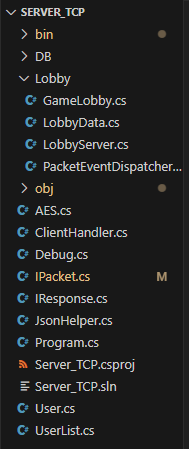 SERVER_TCP
bin
DB
Lobby
C# GameLobby.cs
C# LobbyData.cs
C# LobbyServer.cs
C# PacketEventDispatcher...
obj
C# AES.cs
C# ClientHandler.cs
C# Debug.cs
C# IPacket.cs M
C# IResponse.cs
C# JsonHelper.cs
C# Program.cs
Server_TCP.csproj
Server_TCP.sln
C# User.cs
C# UserList.cs